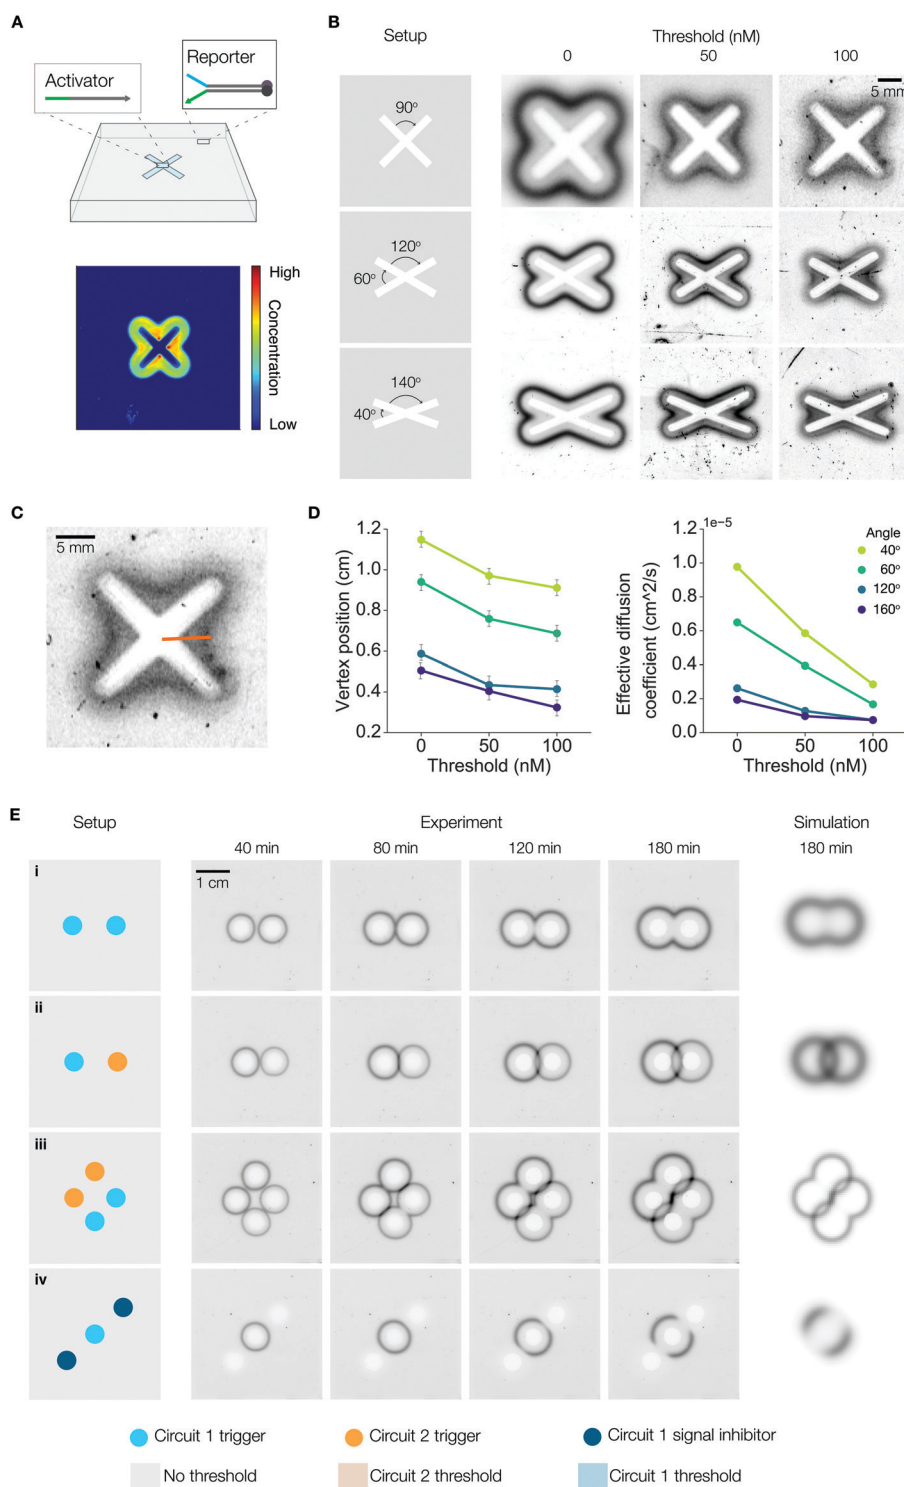 A
Activator
Reporter
High
Concentration
Low
B
Setup
Threshold (nM)
0
50
100
5 mm
90°
120°
60°
140°
40°
C
5 mm
D
1.2
1.0
0.8
0.6
0.4
0.2
Vertex position (cm)
0
50
100
Threshold (nM)
1e-5
1.2
1.0
0.8
0.6
0.4
0.2
0.0
Effective diffusion
coefficient (cm^2/s)
0
50
100
Threshold (nM)
Angle
40°
60°
120°
160°
E
Setup
Experiment
Simulation
40 min
80 min
120 min
180 min
180 min
i
1 cm
ii
iii
iv
Circuit 1 trigger
Circuit 2 trigger
Circuit 1 signal inhibitor
No threshold
Circuit 2 threshold
Circuit 1 threshold